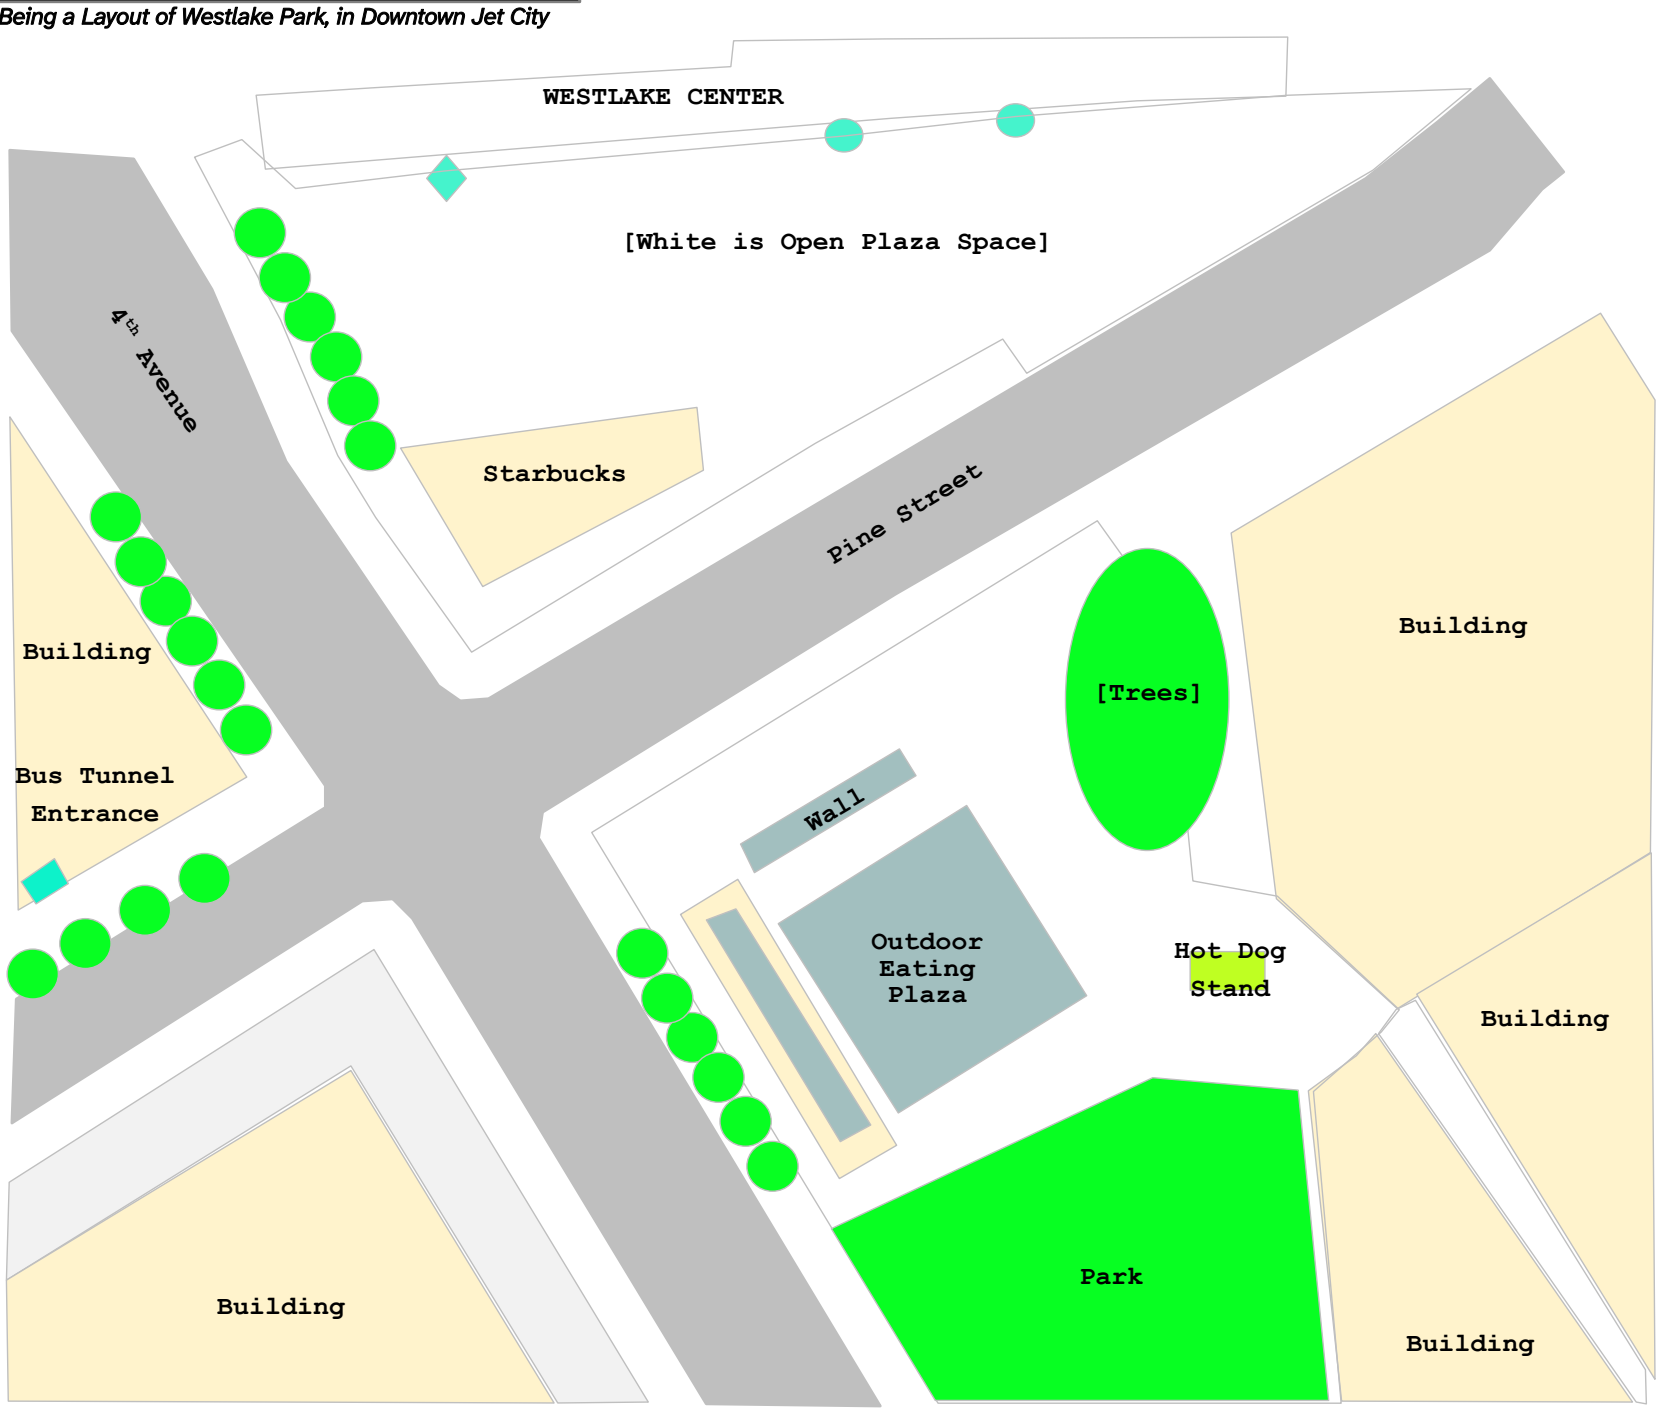 Being a Layout of Westlake Park, in Downtown Jet City
WESTLAKE CENTER
[White is Open Plaza Space]
4th Avenue
Starbucks
Pine Street
Building
Building
[Trees]
Bus Tunnel
Entrance
Wall
Outdoor
Eating
Plaza
Hot Dog
Stand
Building
Park
Building
Building